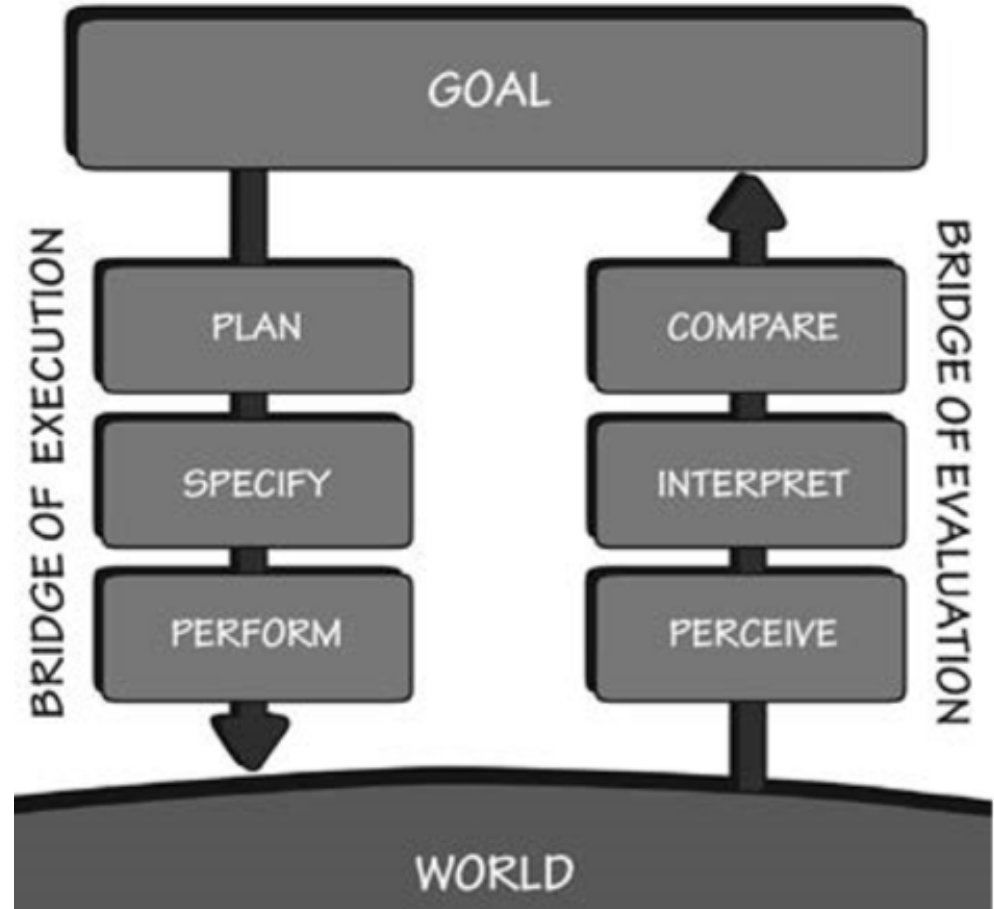 GOAL
BRIDGE OF EXECUTION
PLAN
SPECIFY
PERFORM
COMPARE
INTERPRET
PERCEIVE
BRIDGE OF EVALUATION
WORLD